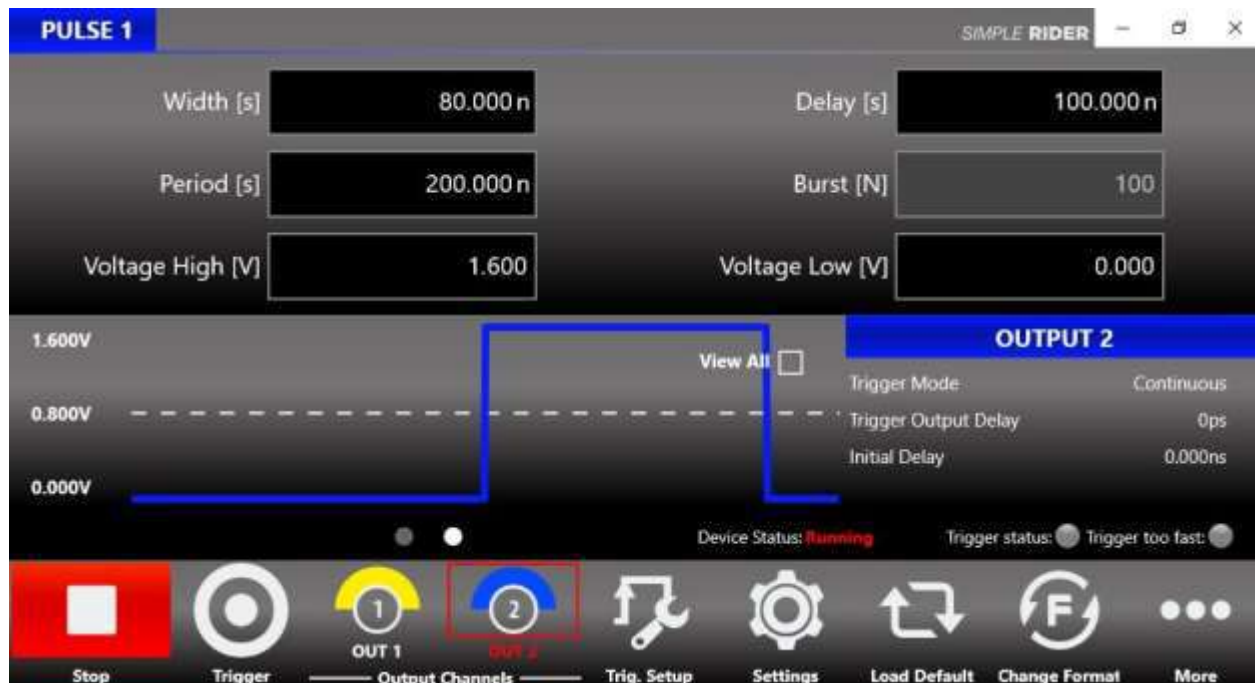 PULSE 1
SIMPLE RIDER
Width [s] 80.000 n Delay [s] 100.000 n
Period [s] 200.000 n Burst [N] 100
Voltage High [V] 1.600 Voltage Low [V] 0.000
1.600V
View All
0.800V
0.000V
OUTPUT 2
Trigger Mode Continuous
Trigger Output Delay 0ps
Initial Delay 0.000ns
Device Status: Running Trigger status: Trigger too fast:
1 2 F
OUT 1 OUT 2
Stop Trigger Output Channels Trig. Setup Settings Load Default Change Format More